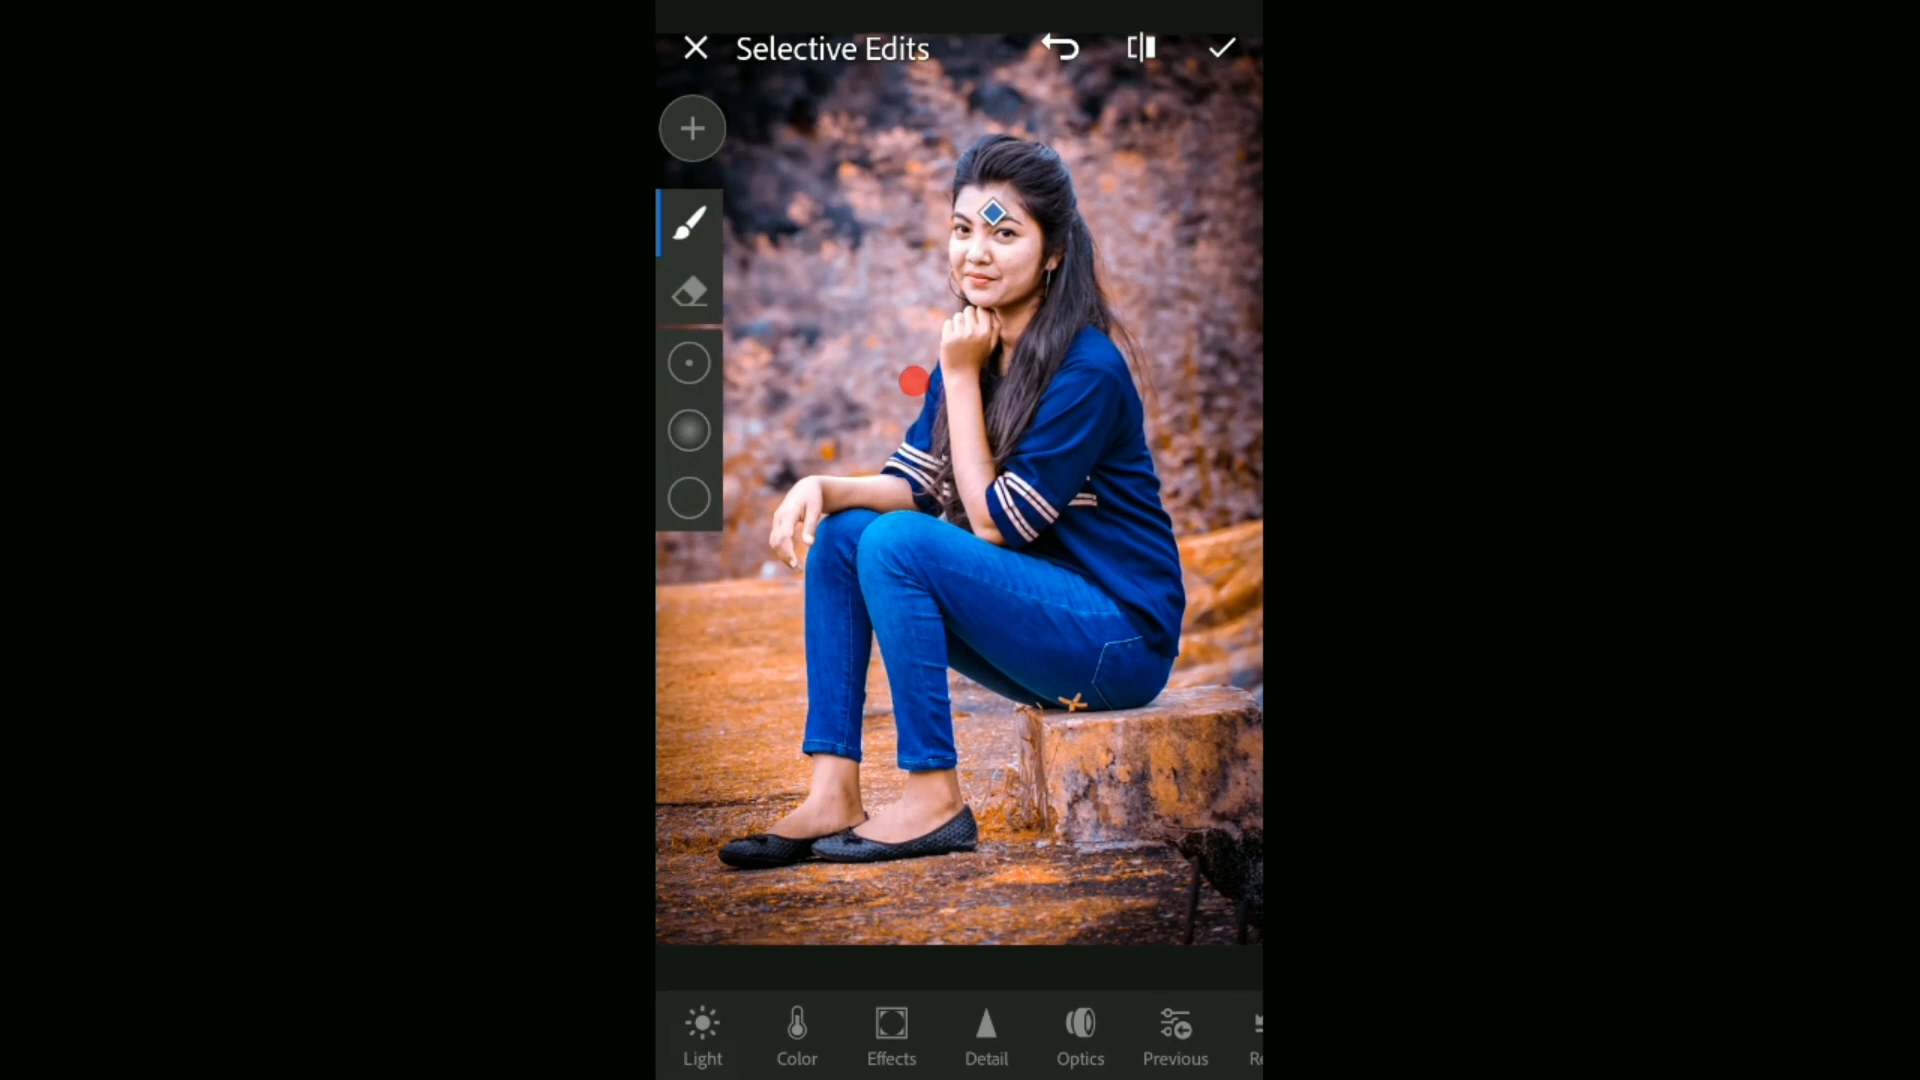 Selective Edits
Light
Color
Effects
Detail
Optics
Previous